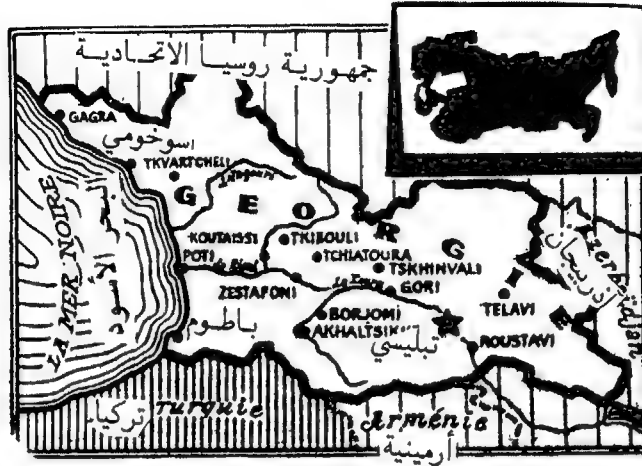 جمهورية روسيا الاتحادية
GAGRA
سوخومي
TKVARTCHELI
GEORGIE
KOUTAISSI
TKIBOULI
POTI
TCHIATOURA
TSKHINVALI
GORI
ZESTAFONI
TELAVI
BORJOMI
باطوم
تبليسي
ROUSTAVI
LA MER NOIRE
البحر الأسود
Azerbaïdjan
أذربيجان
تركيا
Turquie
Arménie
أرمينية